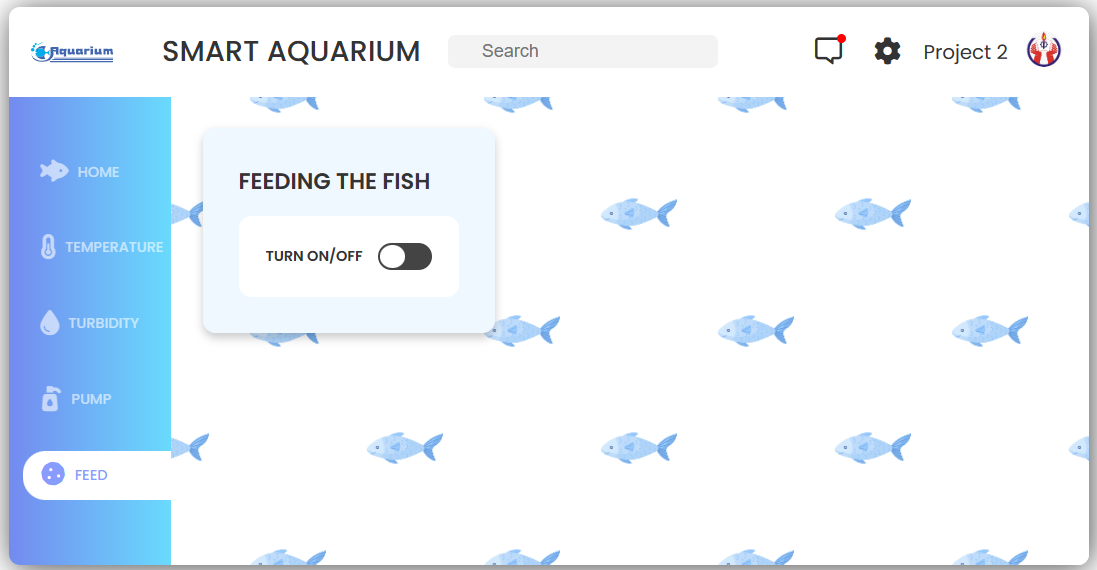 Aquarium
SMART AQUARIUM
Search
Project 2
HOME
TEMPERATURE
TURBIDITY
PUMP
FEED
FEEDING THE FISH
TURN ON/OFF